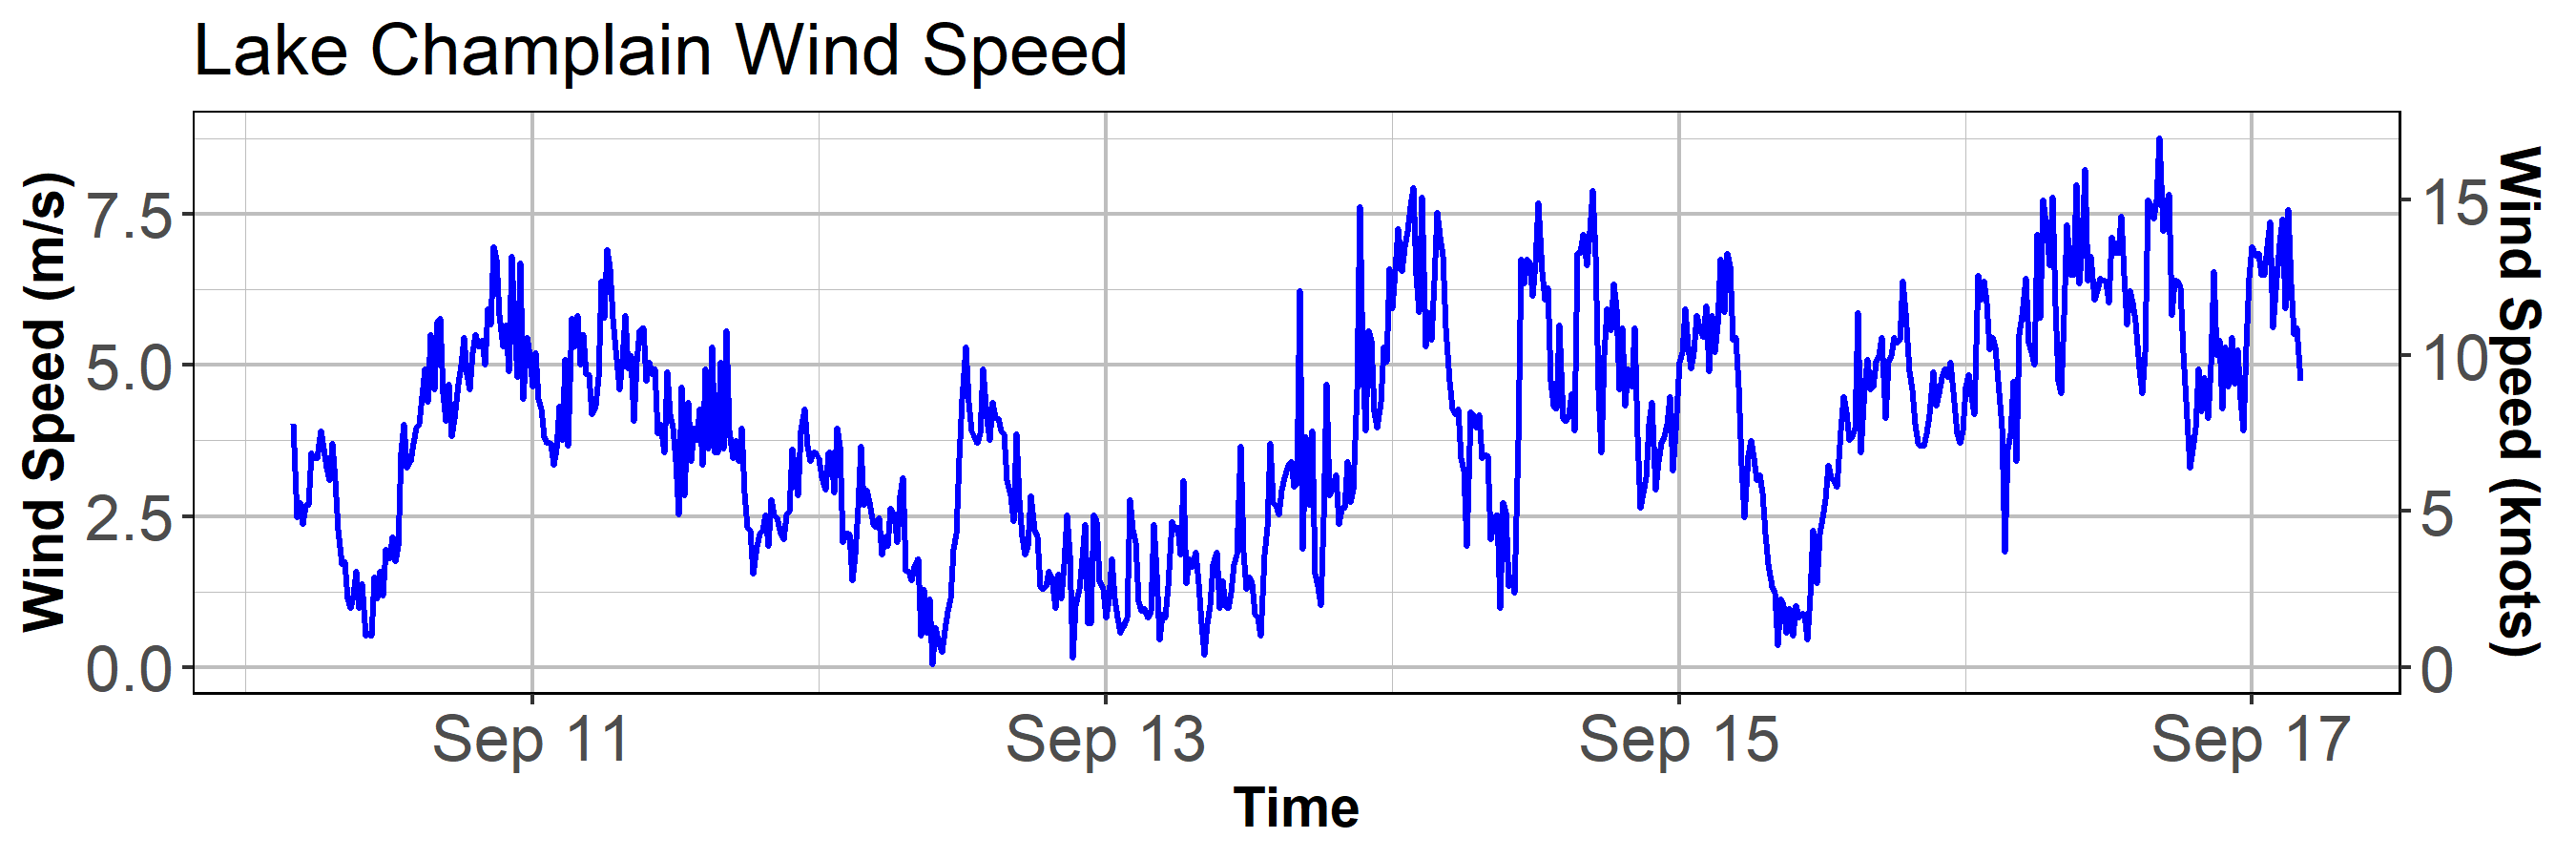 Lake Champlain Wind Speed
Wind Speed (m/s)
7.5
5.0
2.5
0.0
15
10
5
0
Wind Speed (knots)
Sep 11
Sep 13
Sep 15
Sep 17
Time